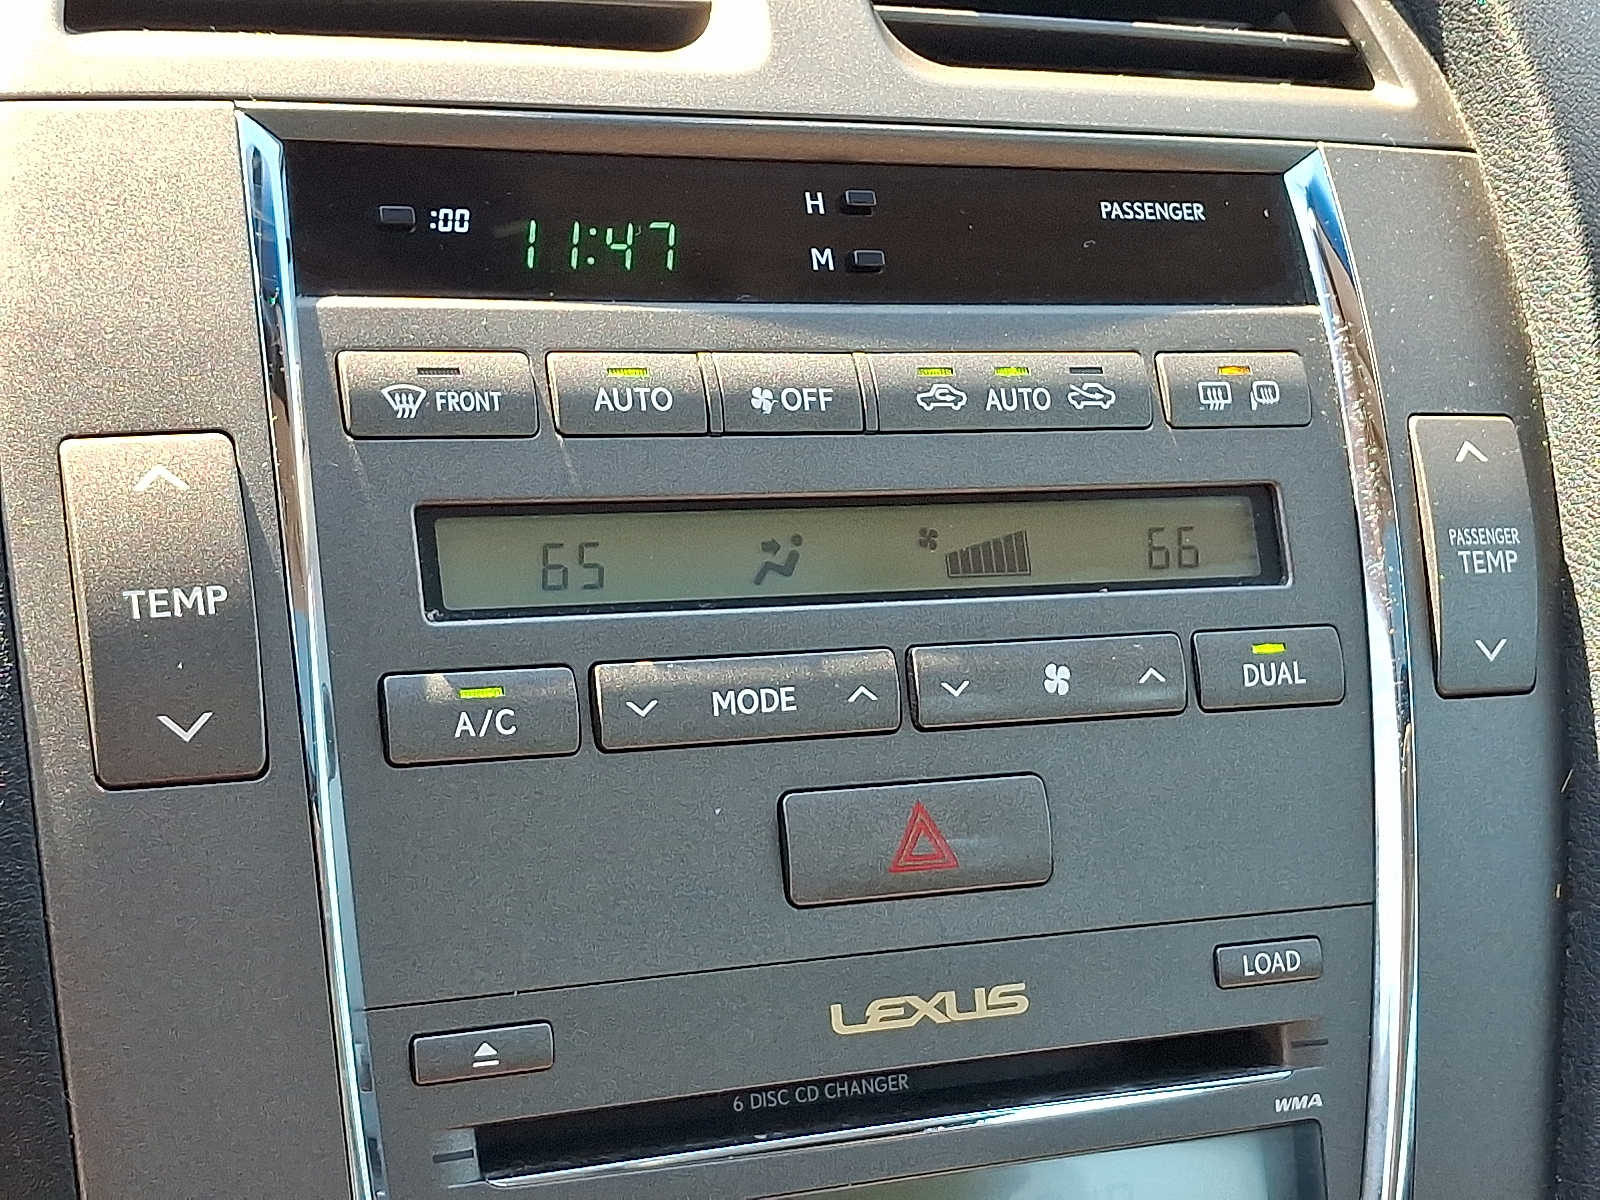 :00
11:47
H
M
PASSENGER
FRONT
AUTO
OFF
AUTO
65
66
TEMP
PASSENGER
TEMP
A/C
MODE
DUAL
LOAD
LEXUS
6 DISC CD CHANGER
WMA